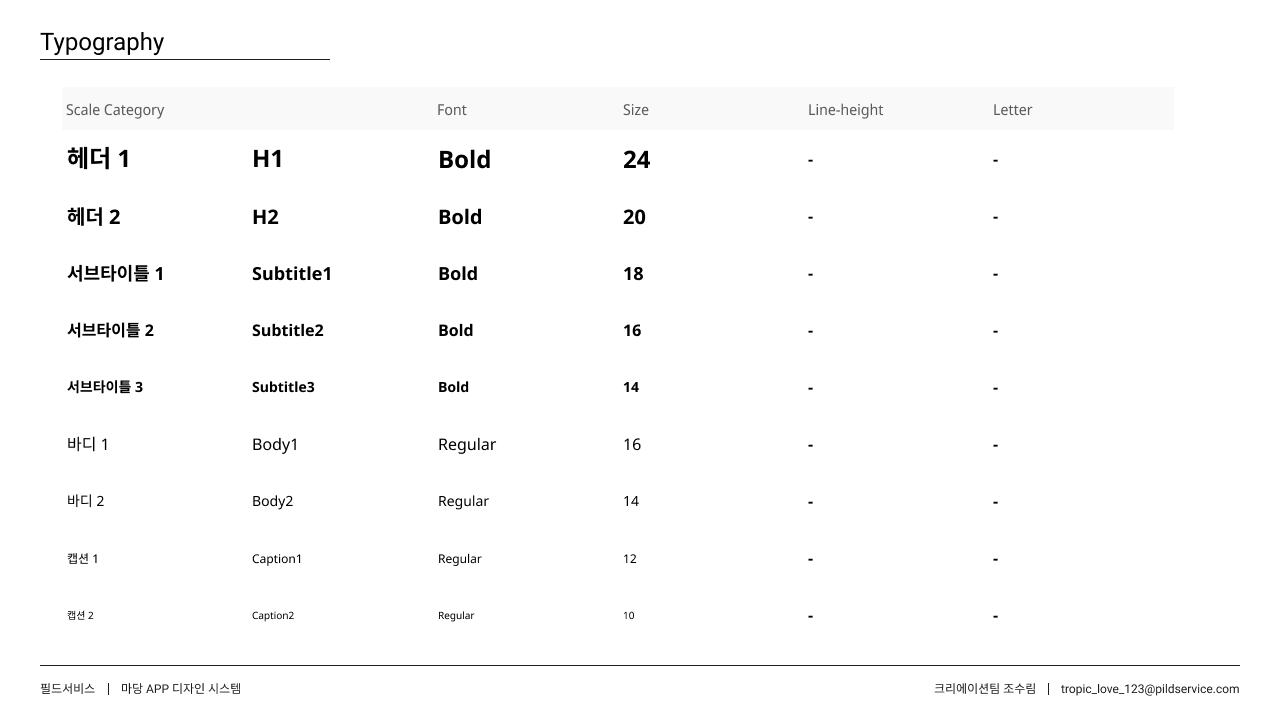 Typography
Scale Category Font Size Line-height Letter
헤더 1 H1 Bold 24 - -
헤더 2 H2 Bold 20 - -
서브타이틀 1 Subtitle1 Bold 18 - -
서브타이틀 2 Subtitle2 Bold 16 - -
서브타이틀 3 Subtitle3 Bold 14 - -
바디 1 Body1 Regular 16 - -
바디 2 Body2 Regular 14 - -
캡션 1 Caption1 Regular 12 - -
캡션 2 Caption2 Regular 10 - -
필드서비스 | 마당 APP 디자인 시스템 크리에이션팀 조수림 | tropic_love_123@pildservice.com